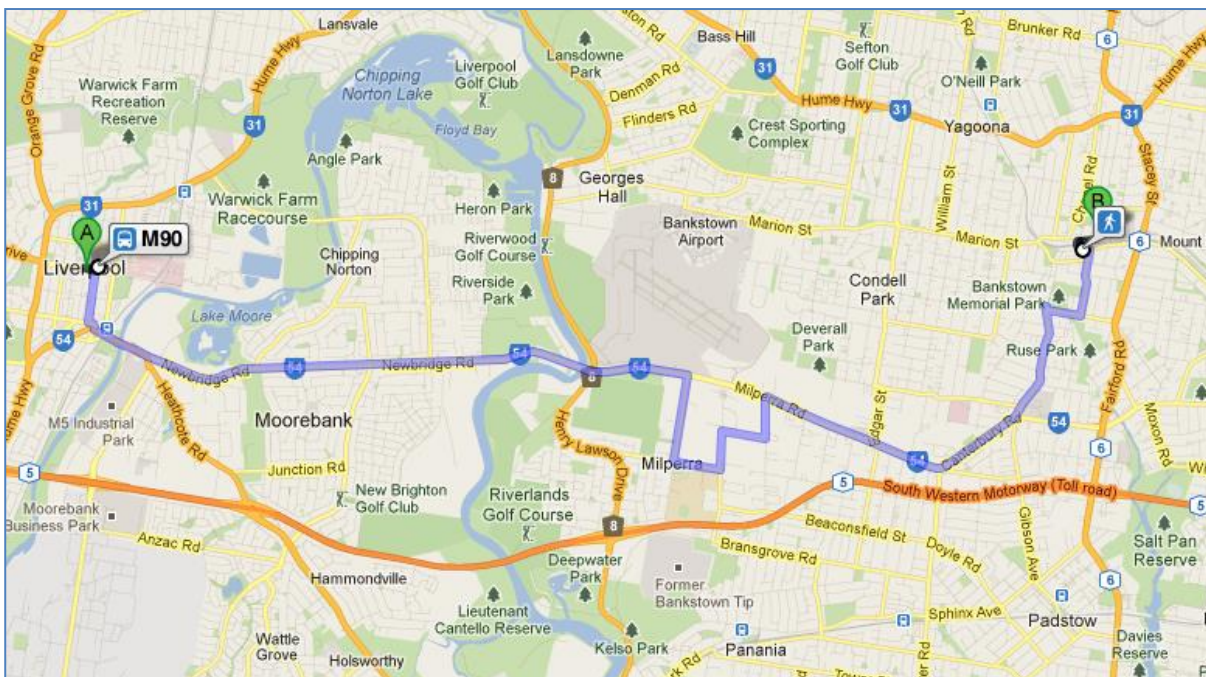 Lansvale
Hume Hwy
Orange Grove Rd
Warwick Farm
Recreation
Reserve
31
Chipping
Norton Lake
Liverpool
Golf Club
Floyd Bay
Angle Park
Lansdowne
Park
Bass Hill
Denman Rd
Flinders Rd
31
Hume Hwy
Sefton
Golf Club
Crest Sporting
Complex
Brunker Rd
6
O'Neill Park
Yagoona
31
Hume Hwy
Stacey St
31
A
M90
Liverpool
Warwick Farm
Racecourse
Heron Park
Riverwood
Golf Course
Riverside
Park
8
Georges
Hall
Bankstown
Airport
Marion St
William St
Marion St
B
6
Mount
Chipping
Norton
Lake Moore
54
Newbridge Rd
54
Newbridge Rd
54
8
54
Condell
Park
Deverall
Park
Bankstown
Memorial Park
Ruse Park
Milperra Rd
Edgar St
54
Canterbury Rd
54
Fairford Rd
Moxon Rd
6
M5 Industrial
Park
Heathcote Rd
Moorebank
Junction Rd
5
Moorebank
Business Park
Anzac Rd
New Brighton
Golf Club
Hammondville
Henry Lawson Drive
Milperra
Riverlands
Golf Course
8
Deepwater
Park
5
South Western Motorway (Toll road)
5
Beaconsfield St
Doyle Rd
Gibson Ave
Bransgrove Rd
Salt Pan
Reserve
6
Former
Bankstown Tip
Lieutenant
Cantello Reserve
Kelso Park
Sphinx Ave
Padstow
Davies
Reserve
Panania
Wattle
Grove
Holsworthy